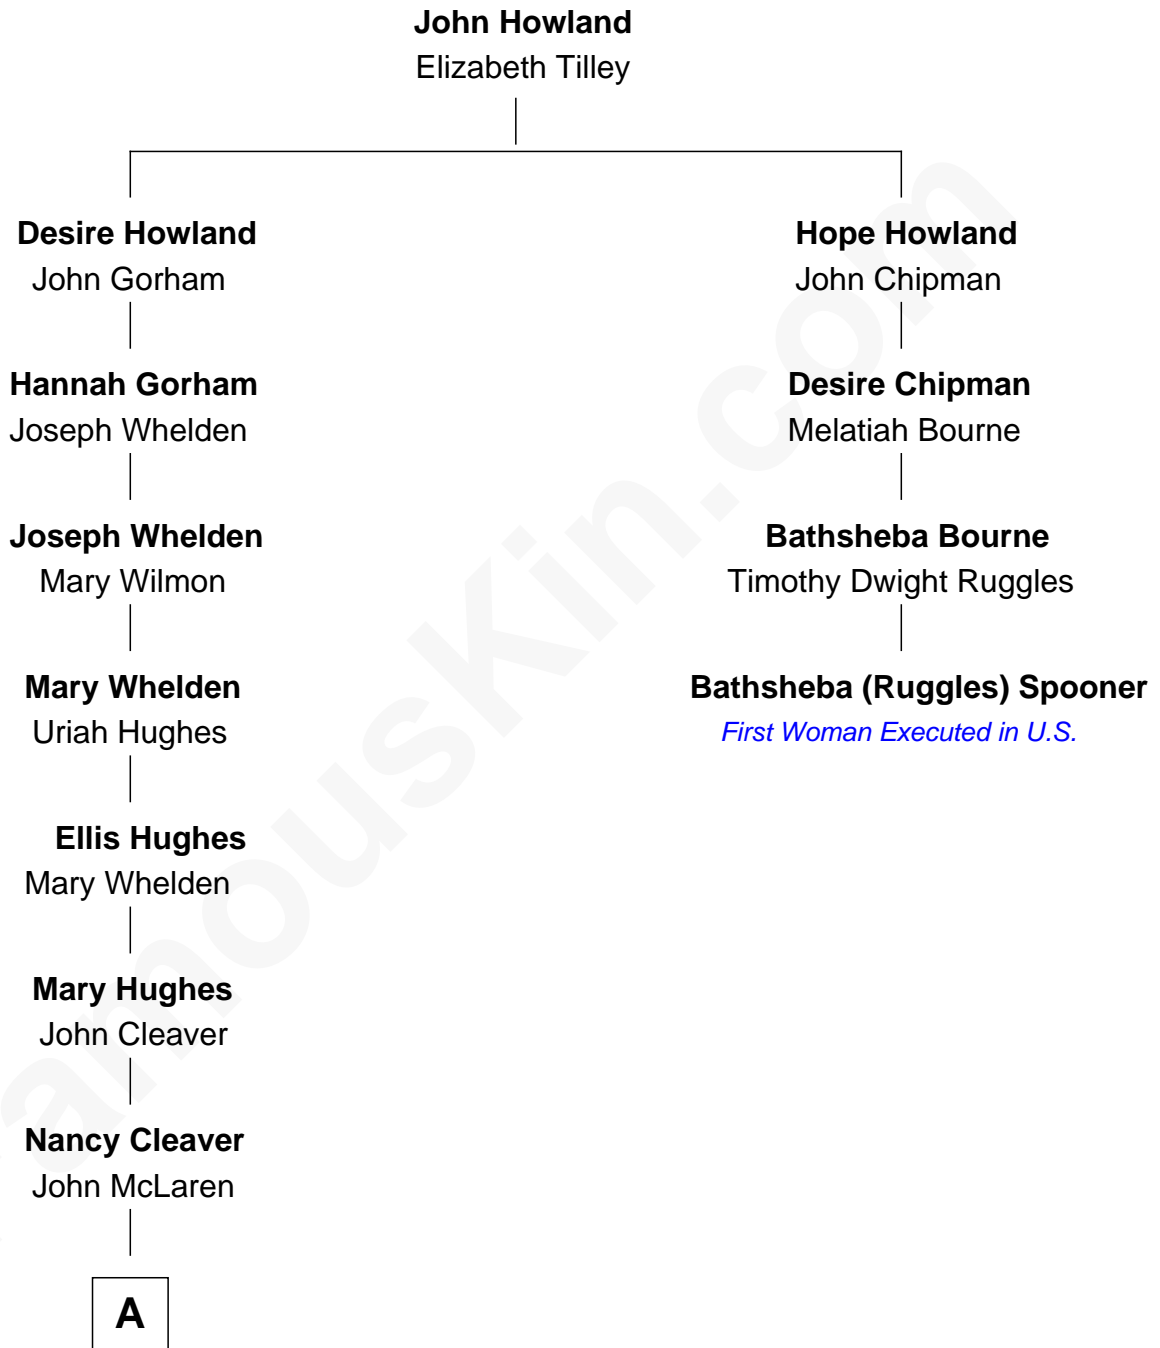 John Howland
Elizabeth Tilley
Desire Howland
John Gorham
Hope Howland
John Chipman
Hannah Gorham
Joseph Whelden
Desire Chipman
Melatiah Bourne
Joseph Whelden
Mary Wilmon
Bathsheba Bourne
Timothy Dwight Ruggles
Mary Whelden
Uriah Hughes
Bathsheba (Ruggles) Spooner
First Woman Executed in U.S.
Ellis Hughes
Mary Whelden
Mary Hughes
John Cleaver
Nancy Cleaver
John McLaren
A
amouskin.com